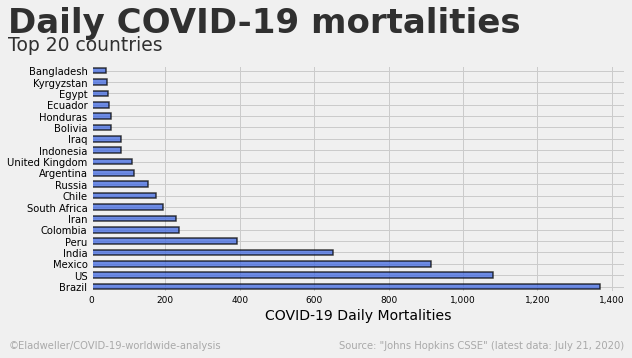 Daily COVID-19 mortalities
Top 20 countries
Bangladesh
Kyrgyzstan
Egypt
Ecuador
Honduras
Bolivia
Iraq
Indonesia
United Kingdom
Argentina
Russia
Chile
South Africa
Iran
Colombia
Peru
India
Mexico
US
Brazil
0 200 400 600 800 1,000 1,200 1,400
COVID-19 Daily Mortalities
©Eladweller/COVID-19-worldwide-analysis Source: "Johns Hopkins CSSE" (latest data: July 21, 2020)